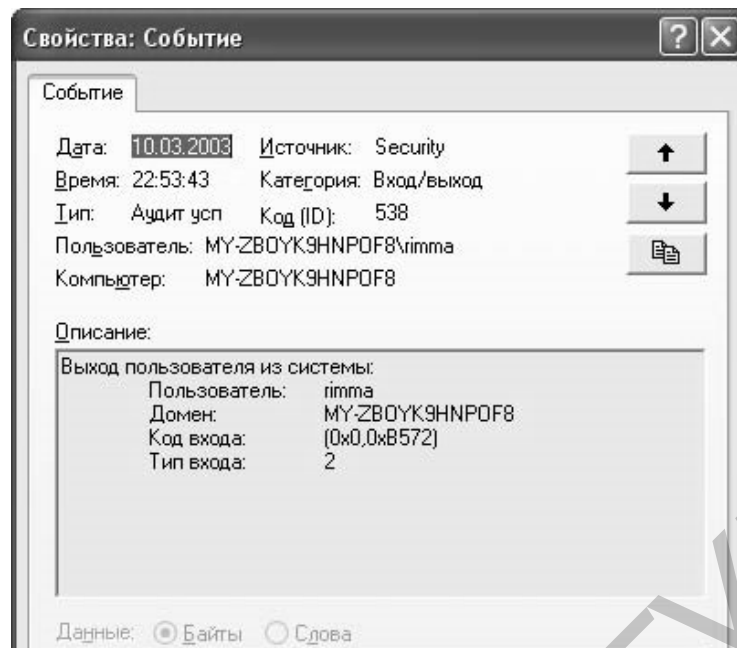 Свойства: Событие
Событие
Дата: 10.03.2003 Источник: Security
Время: 22:53:43 Категория: Вход/выход
Тип: Аудит усп Код (ID): 538
Пользователь: MY-ZBOYK9HNPOF8\rimma
Компьютер: MY-ZBOYK9HNPOF8
Описание:
Выход пользователя из системы:
Пользователь: rimma
Домен: MY-ZBOYK9HNPOF8
Код входа: (0x0,0xB572)
Тип входа: 2
Данные: Байты Слова